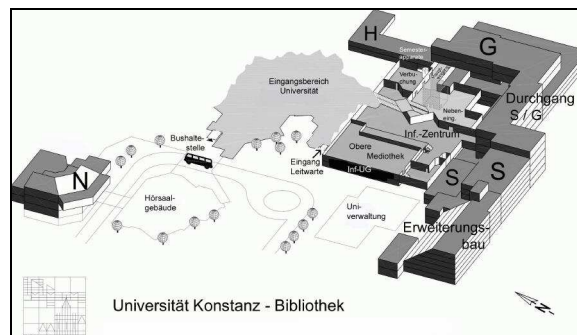 H
G
Semester-
apparate
Verbu-
chung
Eingangsbereich
Universität
Durchgang
S / G
Neben-
eing.
Inf.-Zentrum
Bushalte-
stelle
Obere
Mediothek
Eingang
Leitwarte
Inf-UG
N
S
S
Hörsaal-
gebäude
Uni-
verwaltung
Erweiterungs-
bau
Universität Konstanz - Bibliothek
-N-